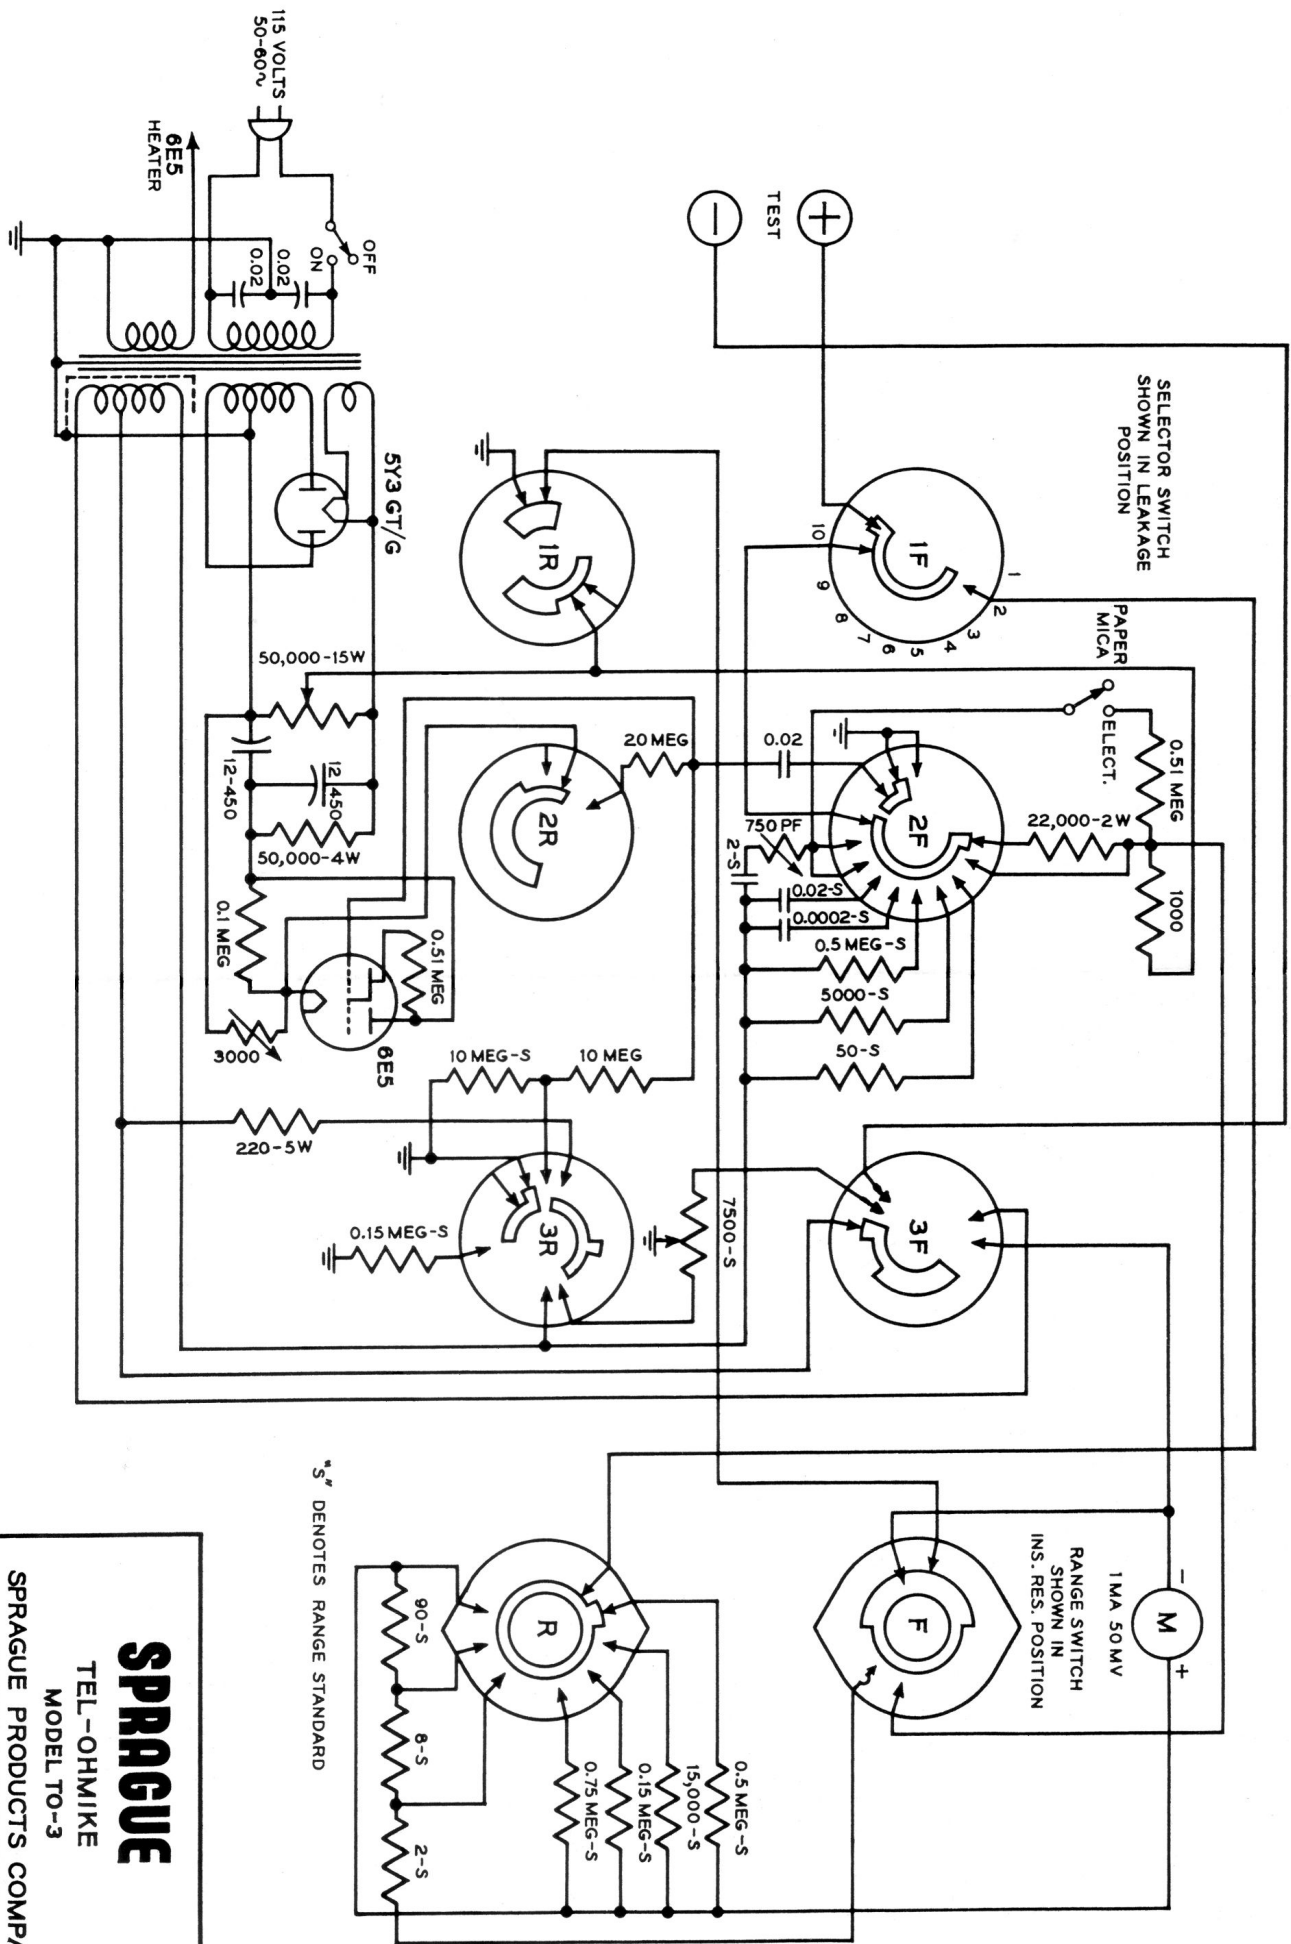 115 VOLTS
50-60∿
OFF
ON
0.02
0.02
6E5
HEATER
TEST
+
−
SELECTOR SWITCH
SHOWN IN LEAKAGE
POSITION
1F
1
2
3
4
5
6
7
8
9
10
1R
5Y3 GT/G
PAPER
MICA
ELECT.
0.51 MEG
1000
22,000-2W
2F
0.02
20 MEG
2R
750 PF
2-S
0.02-S
0.0002-S
0.5 MEG-S
5000-S
50-S
50,000-15W
12-450
12-450
50,000-4W
0.1 MEG
0.51 MEG
6E5
3000
10 MEG-S
10 MEG
220-5W
3R
0.15 MEG-S
7500-S
3F
RANGE SWITCH
SHOWN IN
INS. RES. POSITION
1 MA 50 MV
−
M
+
F
R
90-S
8-S
2-S
0.5 MEG-S
15,000-S
0.15 MEG-S
0.75 MEG-S
"S" DENOTES RANGE STANDARD
SPRAGUE
TEL-OHMIKE
MODEL TO-3
SPRAGUE PRODUCTS COMPA